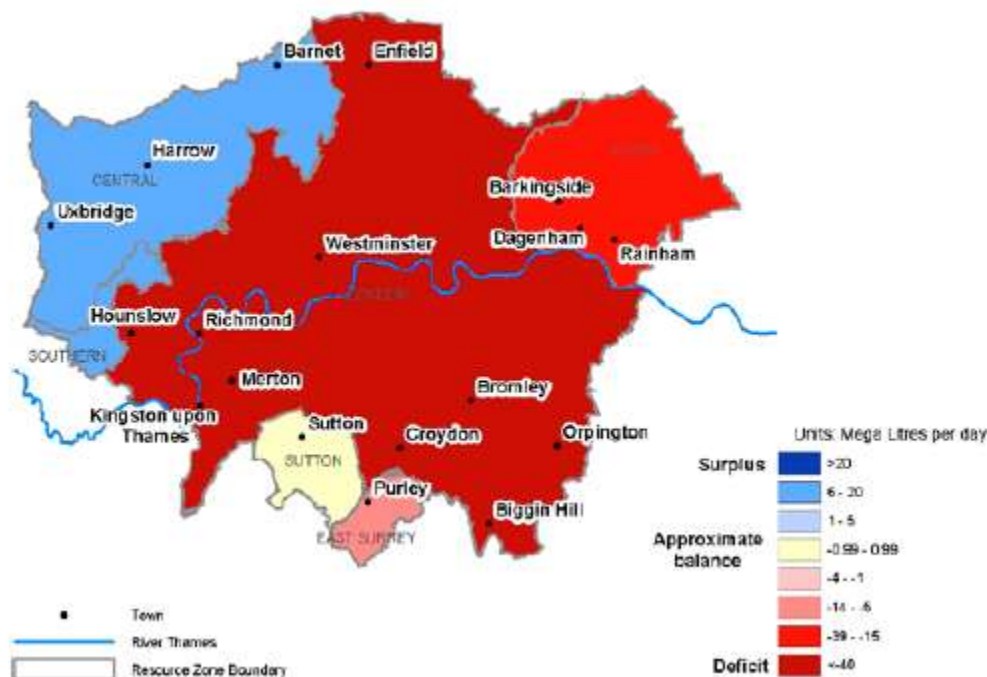 Barnet
Enfield
Harrow
CENTRAL
Uxbridge
Barkingside
Dagenham
Rainham
Westminster
Hounslow
Richmond
SOUTHERN
Merton
Bromley
Kingston upon
Thames
Sutton
SUTTON
Croydon
Orpington
Purley
EAST SURREY
Biggin Hill
Units: Mega Litres per day
Surplus
>20
6 - 20
1 - 5
Approximate
balance
-0.99 - 0.99
-4 - -1
-14 - -5
-39 - -15
Deficit
<-40
Town
River Thames
Resource Zone Boundary